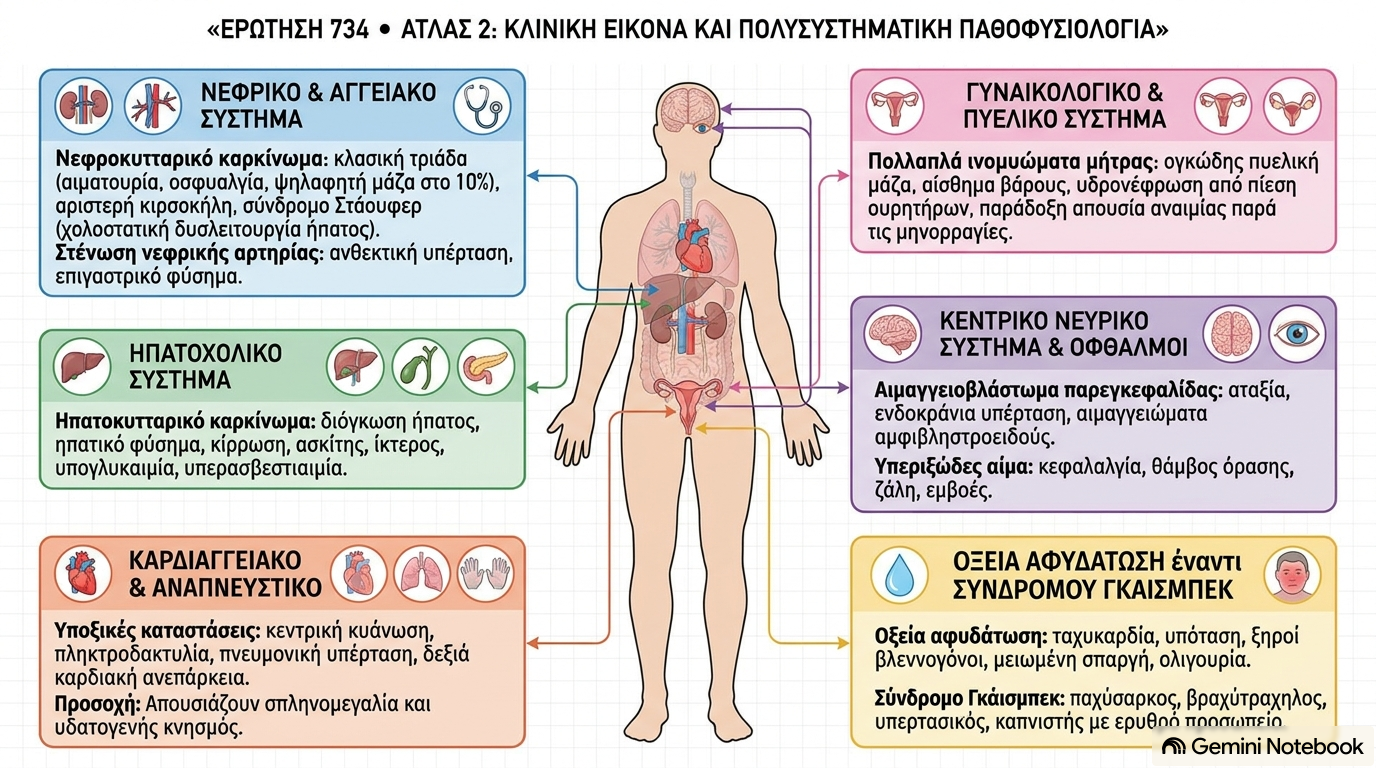 «ΕΡΩΤΗΣΗ 734 • ΑΤΛΑΣ 2: ΚΛΙΝΙΚΗ ΕΙΚΟΝΑ ΚΑΙ ΠΟΛΥΣΥΣΤΗΜΑΤΙΚΗ ΠΑΘΟΦΥΣΙΟΛΟΓΙΑ»
ΝΕΦΡΙΚΟ & ΑΓΓΕΙΑΚΟ
ΣΥΣΤΗΜΑ
Νεφροκυτταρικό καρκίνωμα: κλασική τριάδα
(αιματουρία, οσφυαλγία, ψηλαφητή μάζα στο 10%),
αριστερή κιρσοκήλη, σύνδρομο Στάουφερ
(χολοστατική δυσλειτουργία ήπατος).
Στένωση νεφρικής αρτηρίας: ανθεκτική υπέρταση,
επιγαστρικό φύσημα.
ΗΠΑΤΟΧΟΛΙΚΟ
ΣΥΣΤΗΜΑ
Ηπατοκυτταρικό καρκίνωμα: διόγκωση ήπατος,
ηπατικό φύσημα, κίρρωση, ασκίτης, ίκτερος,
υπογλυκαιμία, υπερασβεστιαιμία.
ΚΑΡΔΙΑΓΓΕΙΑΚΟ
& ΑΝΑΠΝΕΥΣΤΙΚΟ
Υποξικές καταστάσεις: κεντρική κυάνωση,
πληκτροδακτυλία, πνευμονική υπέρταση, δεξιά
καρδιακή ανεπάρκεια.
Προσοχή: Απουσιάζουν σπληνομεγαλία και
υδατογενής κνησμός.
ΓΥΝΑΙΚΟΛΟΓΙΚΟ &
ΠΥΕΛΙΚΟ ΣΥΣΤΗΜΑ
Πολλαπλά ινομυώματα μήτρας: ογκώδης πυελική
μάζα, αίσθημα βάρους, υδρονέφρωση από πίεση
ουρητήρων, παράδοξη απουσία αναιμίας παρά
τις μηνορραγίες.
ΚΕΝΤΡΙΚΟ ΝΕΥΡΙΚΟ
ΣΥΣΤΗΜΑ & ΟΦΘΑΛΜΟΙ
Αιμαγγειοβλάστωμα παρεγκεφαλίδας: αταξία,
ενδοκράνια υπέρταση, αιμαγγειώματα
αμφιβληστροειδούς.
Υπεριξώδες αίμα: κεφαλαλγία, θάμβος όρασης,
ζάλη, εμβοές.
ΟΞΕΙΑ ΑΦΥΔΑΤΩΣΗ έναντι
ΣΥΝΔΡΟΜΟΥ ΓΚΑΙΣΜΠΕΚ
Οξεία αφυδάτωση: ταχυκαρδία, υπόταση, ξηροί
βλεννογόνοι, μειωμένη σπαργή, ολιγουρία.
Σύνδρομο Γκάισμπεκ: παχύσαρκος, βραχύτραχηλος,
υπερτασικός, καπνιστής με ερυθρό προσωπείο
Gemini Notebook